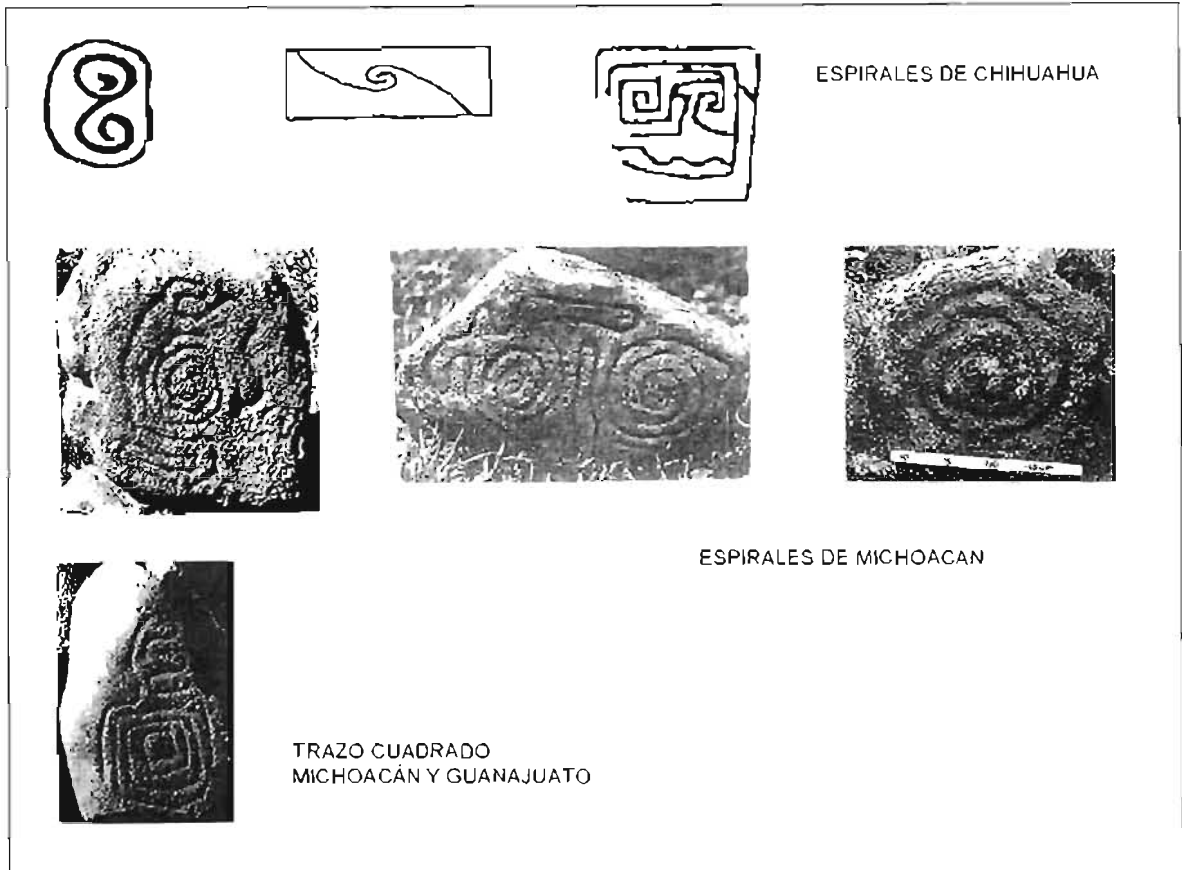 ESPIRALES DE CHIHUAHUA
ESPIRALES DE MICHOACAN
TRAZO CUADRADO
MICHOACÁN Y GUANAJUATO